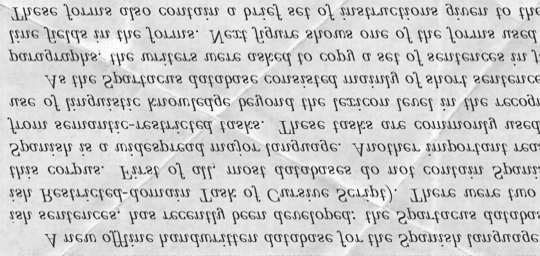 A new offline handwritten database for the Spanish language
ish sentences, has recently been developed: the Spartacus databas
ish Restricted-domain Task of Cursive Script). There were two
this corpus. First of all, most databases do not contain Spani
Spanish is a widespread major language. Another important rea
from semantic-restricted tasks. These tasks are commonly used
use of linguistic knowledge beyond the lexicon level in the recog
As the Spartacus database consisted mainly of short sentence
paragraphs, the writers were asked to copy a set of sentences in f
line fields in the forms. Next figure shows one of the forms used
These forms also contain a brief set of instructions given to the